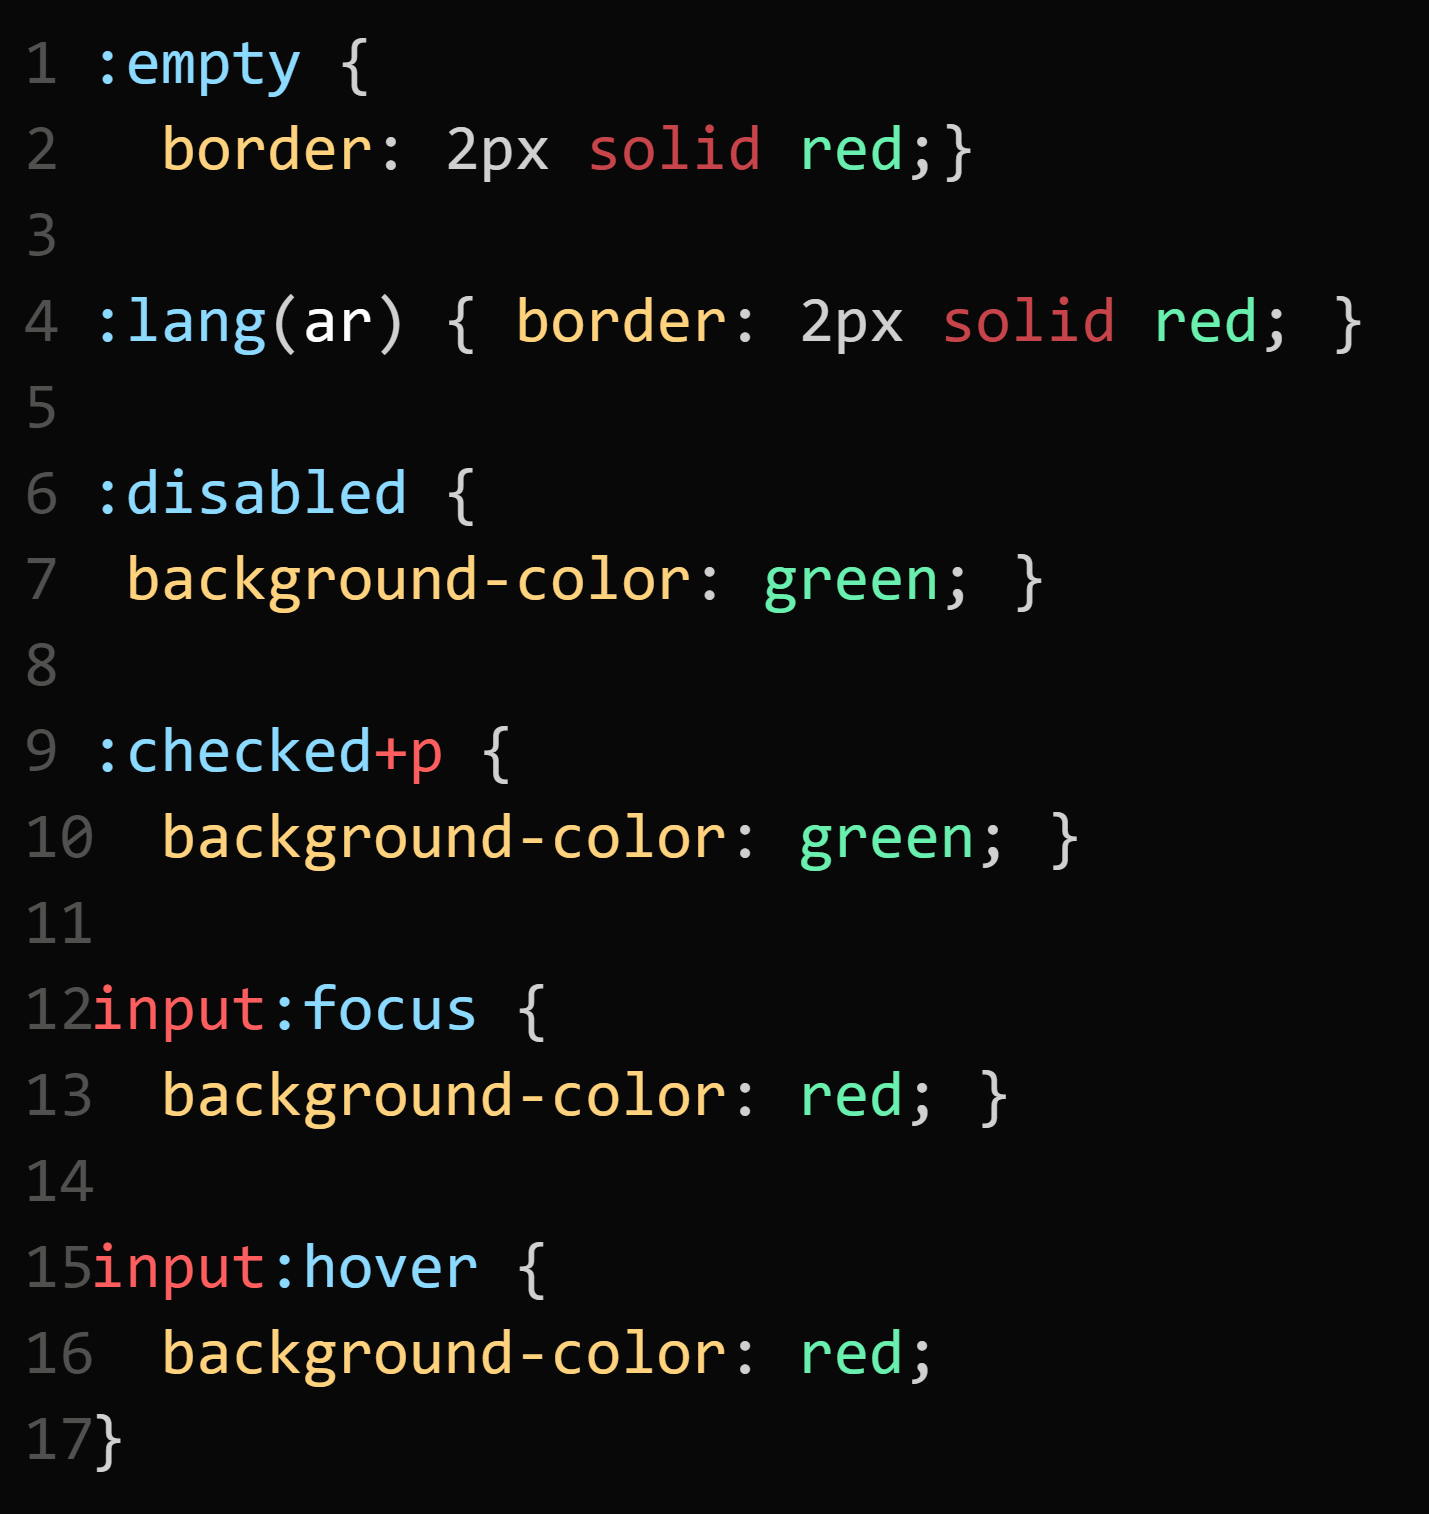 1 :empty {
2   border: 2px solid red;}
3
4 :lang(ar) { border: 2px solid red; }
5
6 :disabled {
7  background-color: green; }
8
9 :checked+p {
10  background-color: green; }
11
12input:focus {
13  background-color: red; }
14
15input:hover {
16  background-color: red;
17}